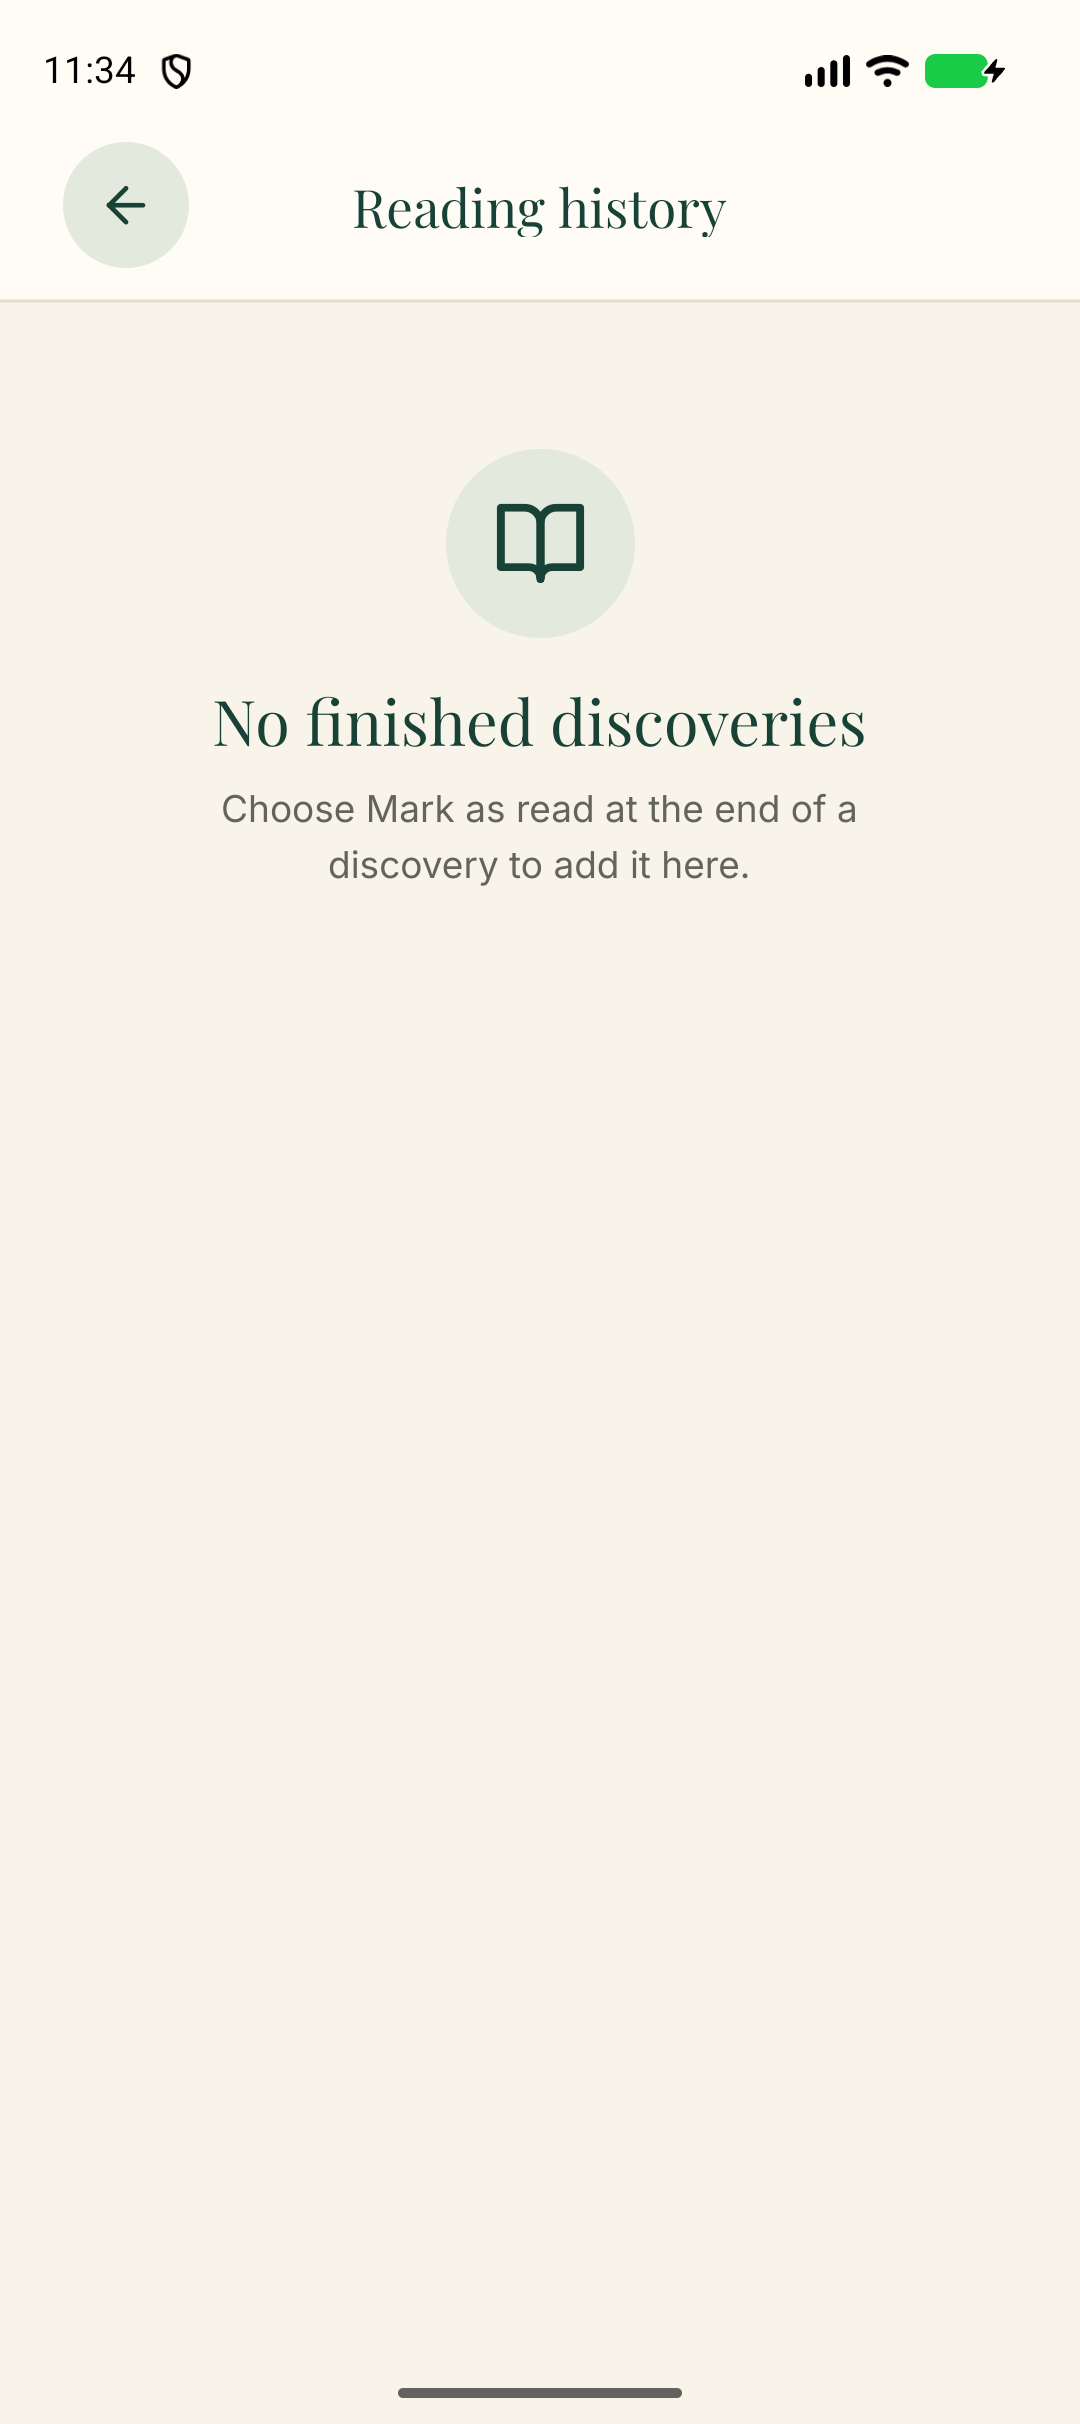 11:34
Reading history
No finished discoveries
Choose Mark as read at the end of a
discovery to add it here.